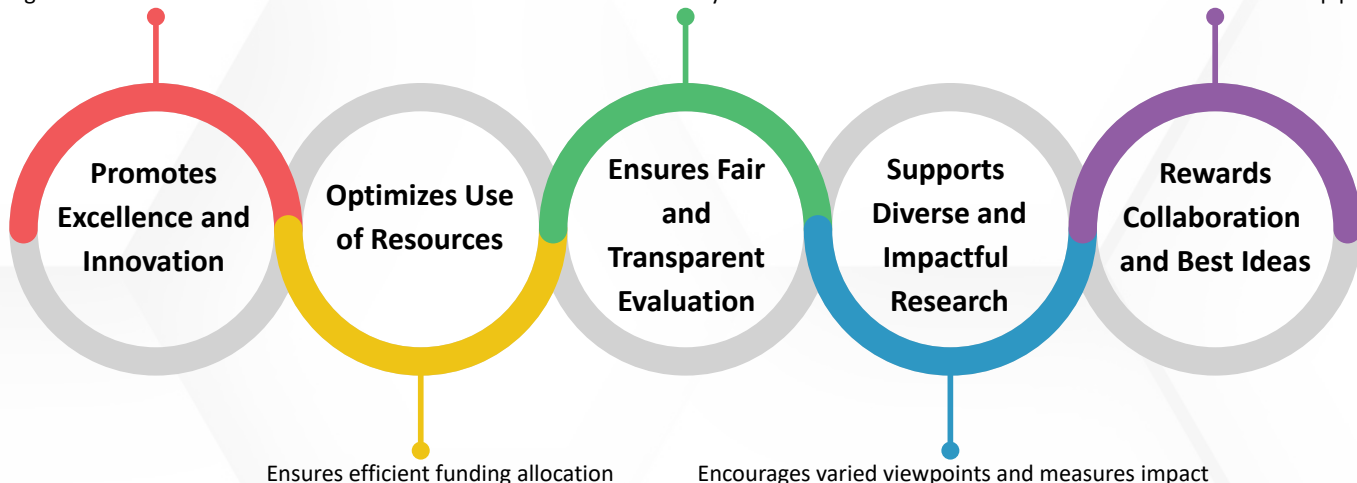 Promotes
Excellence and
Innovation
Optimizes Use
of Resources
Ensures Fair
and
Transparent
Evaluation
Supports
Diverse and
Impactful
Research
Rewards
Collaboration
and Best Ideas
Ensures efficient funding allocation
Encourages varied viewpoints and measures impact